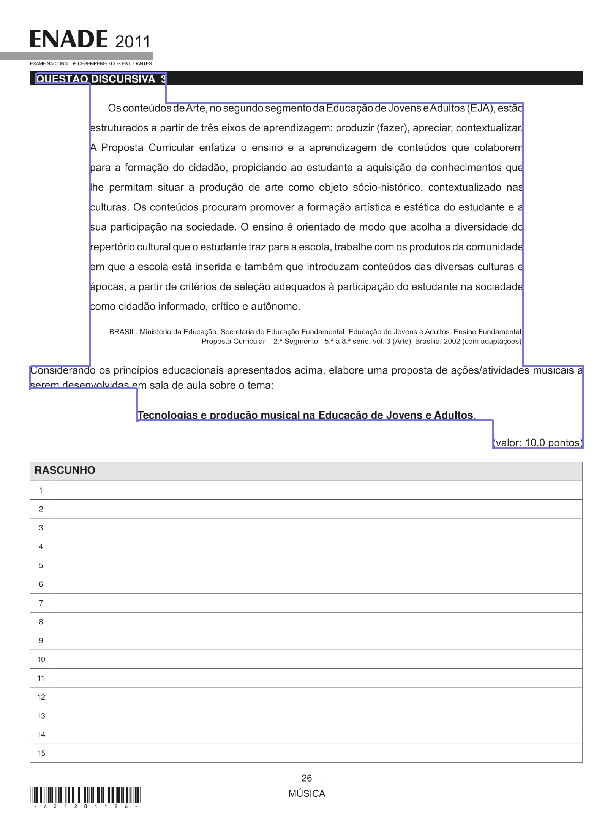 ENADE 2011
EXAME NACIONAL DE DESEMPENHO DOS ESTUDANTES
QUESTÃO DISCURSIVA 3
Os conteúdos de Arte, no segundo segmento da Educação de Jovens e Adultos (EJA), estão
estruturados a partir de três eixos de aprendizagem: produzir (fazer), apreciar, contextualizar.
A Proposta Curricular enfatiza o ensino e a aprendizagem de conteúdos que colaborem
para a formação do cidadão, propiciando ao estudante a aquisição de conhecimentos que
lhe permitam situar a produção de arte como objeto sócio-histórico, contextualizado nas
culturas. Os conteúdos procuram promover a formação artística e estética do estudante e a
sua participação na sociedade. O ensino é orientado de modo que acolha a diversidade do
repertório cultural que o estudante traz para a escola, trabalhe com os produtos da comunidade
em que a escola está inserida e também que introduzam conteúdos das diversas culturas e
épocas, a partir de critérios de seleção adequados à participação do estudante na sociedade
como cidadão informado, crítico e autônomo.
BRASIL. Ministério da Educação. Secretaria de Educação Fundamental. Educação de Jovens e Adultos. Ensino Fundamental.
Proposta Curricular - 2.º Segmento - 5.ª a 8.ª série. vol. 3 (Arte). Brasília, 2002 (com adaptações).
Considerando os princípios educacionais apresentados acima, elabore uma proposta de ações/atividades musicais a
serem desenvolvidas em sala de aula sobre o tema:
Tecnologias e produção musical na Educação de Jovens e Adultos.
(valor: 10,0 pontos)
RASCUNHO
1
2
3
4
5
6
7
8
9
10
11
12
13
14
15
26
MÚSICA